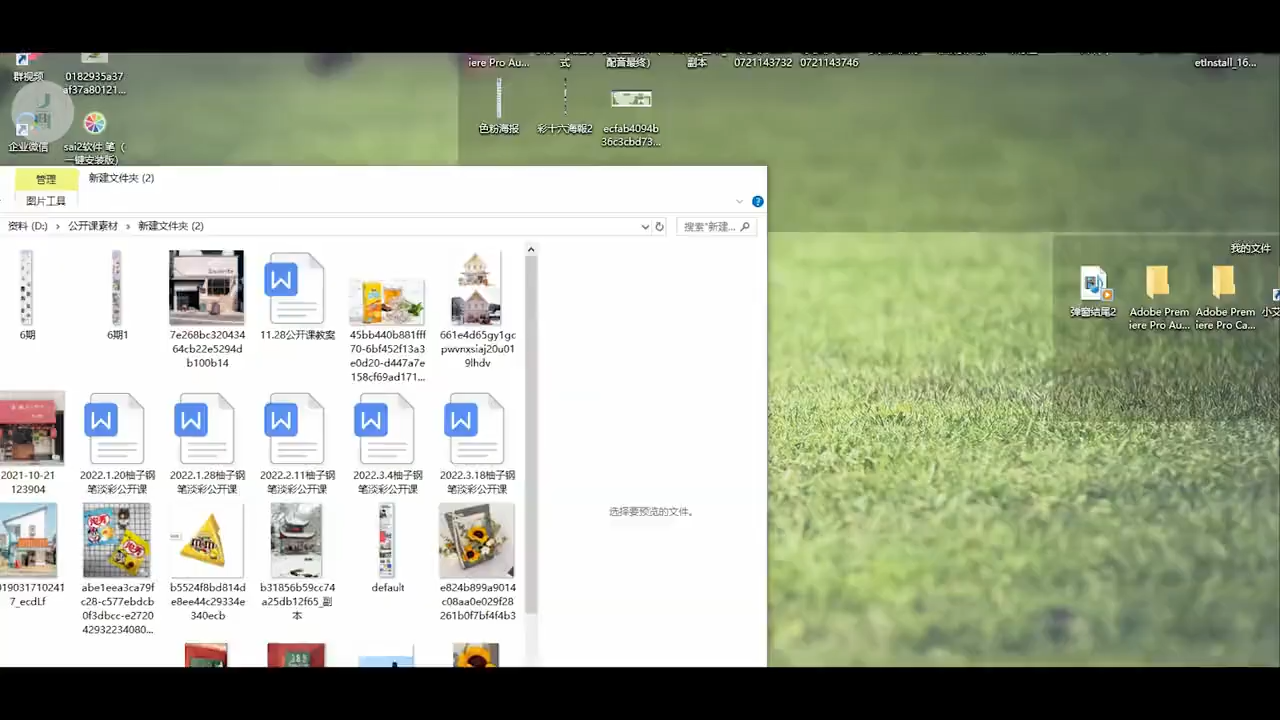 iere Pro Au...
式
配音最终）
副本
0721143732
0721143746
etInstall_16...
群视频
0182935a37
af37a80121...
企业微信
sai2软件 笔（
一键安装版）
色粉海报
彩十六海報2
ecfab4094b
36c3cbd73...
管理
新建文件夹 (2)
图片工具
资料 (D:) › 公开课素材 › 新建文件夹 (2)
搜索"新建...
我的文件
弹窗结尾2
Adobe Prem
iere Pro Au...
Adobe Prem
iere Pro Ca...
小艾
6期
6期1
7e268bc320434
64cb22e5294d
b100b14
11.28公开课教案
45bb440b881fff
70-6bf452f13a3
e0d20-d447a7e
158cf69ad171...
661e4d65gy1gc
pwvnxsiaj20u01
9lhdv
2021-10-21
123904
2022.1.20柚子钢
笔淡彩公开课
2022.1.28柚子钢
笔淡彩公开课
2022.2.11柚子钢
笔淡彩公开课
2022.3.4柚子钢
笔淡彩公开课
2022.3.18柚子钢
笔淡彩公开课
选择要预览的文件。
019031710241
7_ecdLf
abe1eea3ca79f
c28-c577ebdcb
0f3dbcc-e2720
42932234080...
b5524f8bd814d
e8ee44c29334e
340ecb
b31856b59cc74
a25db12f65_副
本
default
e824b899a9014
c08aa0e029f28
261b0f7bf4f4b3